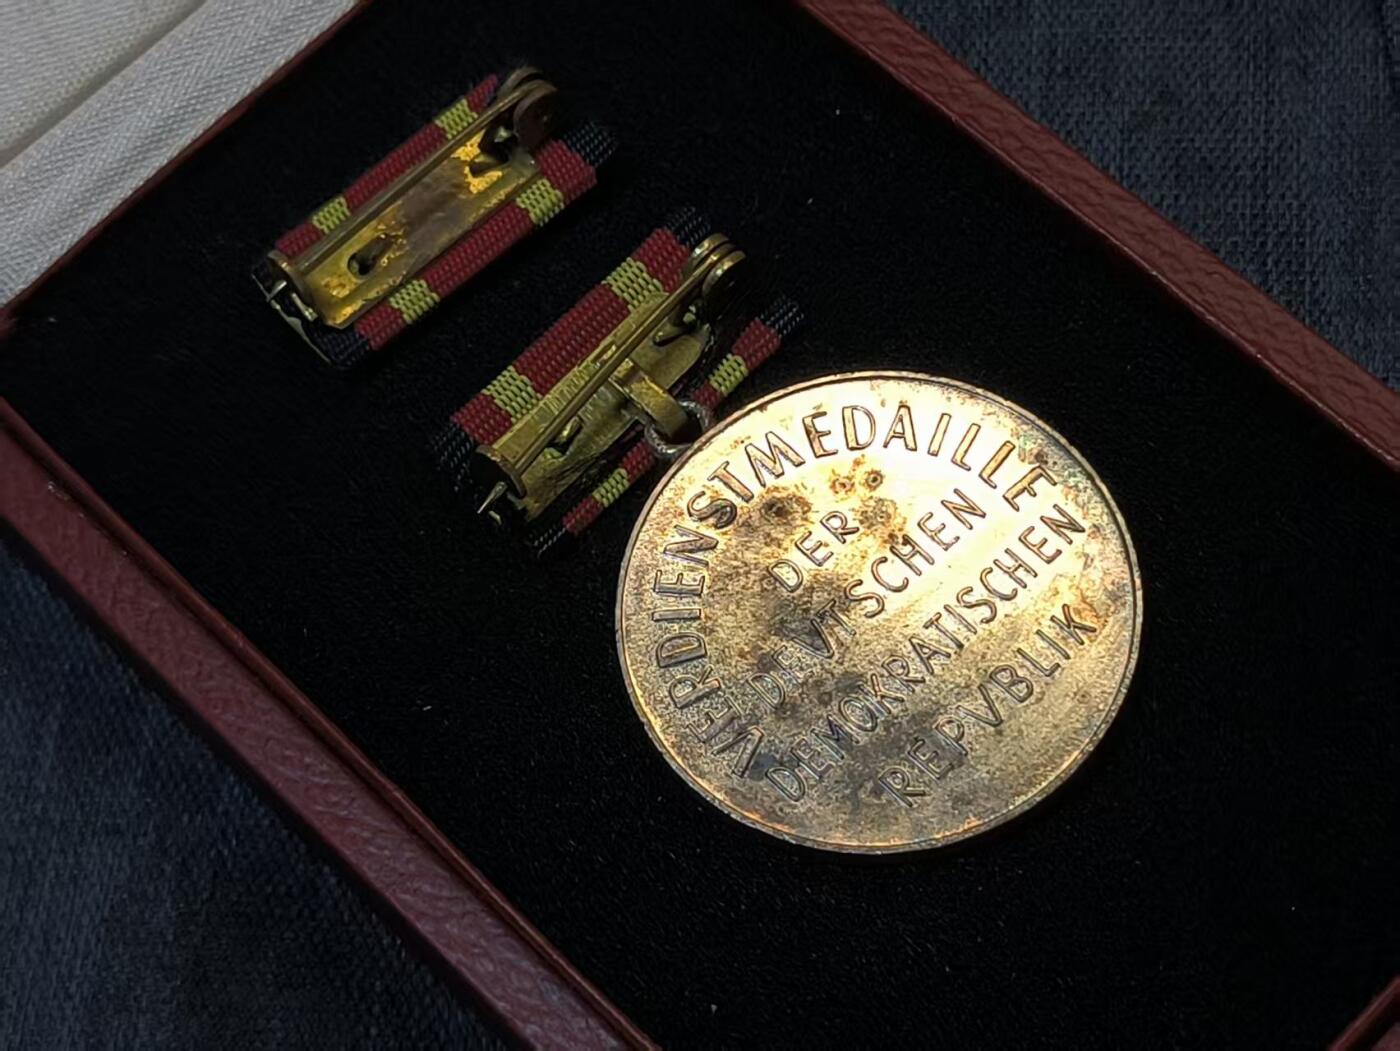 VERDIENSTMEDAILLE
DER
DEVTSCHEN
DEMOKRATISCHEN
REPVBLIK